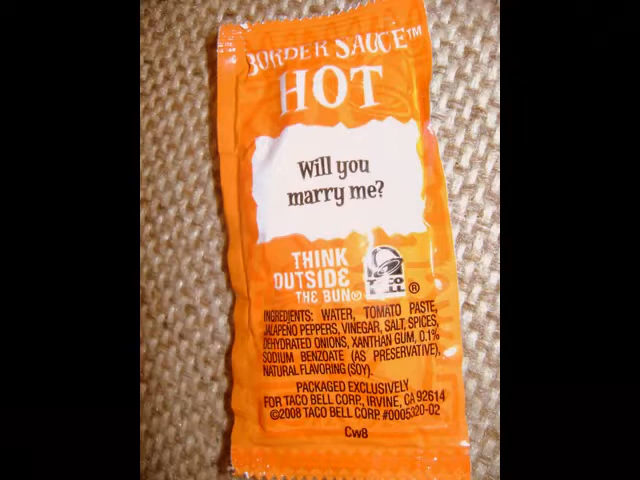 BORDER SAUCE™
HOT
Will you
marry me?
THINK
OUTSIDE
THE BUN®
TACO
BELL ®
INGREDIENTS: WATER, TOMATO PASTE,
JALAPEÑO PEPPERS, VINEGAR, SALT, SPICES,
DEHYDRATED ONIONS, XANTHAN GUM, 0.1%
SODIUM BENZOATE (AS PRESERVATIVE),
NATURAL FLAVORING (SOY).
PACKAGED EXCLUSIVELY
FOR TACO BELL CORP., IRVINE, CA 92614
©2008 TACO BELL CORP. #0005320-02
Cw8